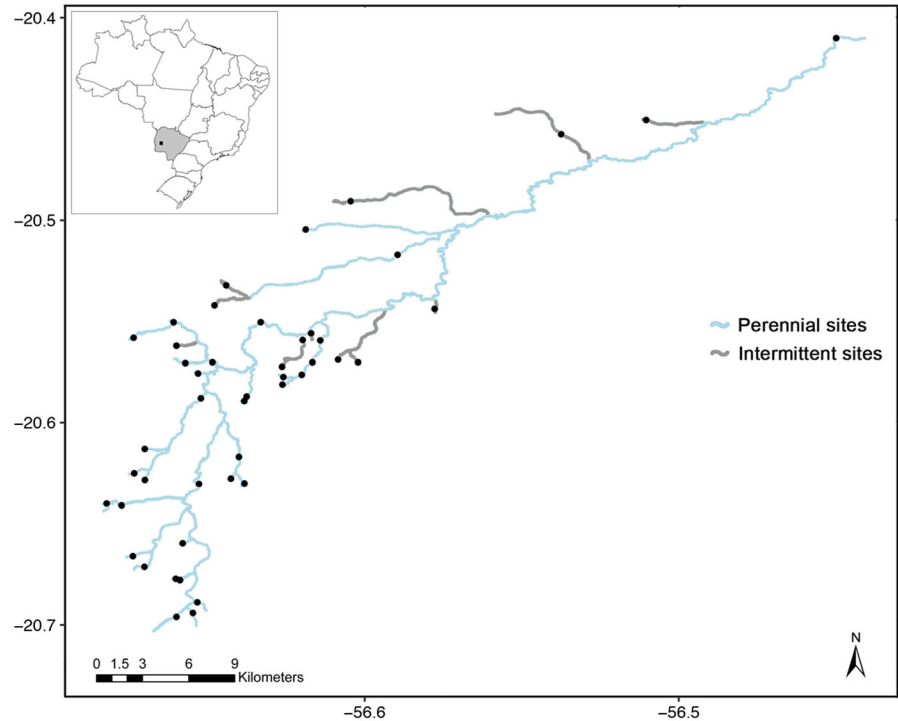 −20.4
−20.5
−20.6
−20.7
Perennial sites
Intermittent sites
0 1.5 3 6 9
Kilometers
N
−56.6 −56.5